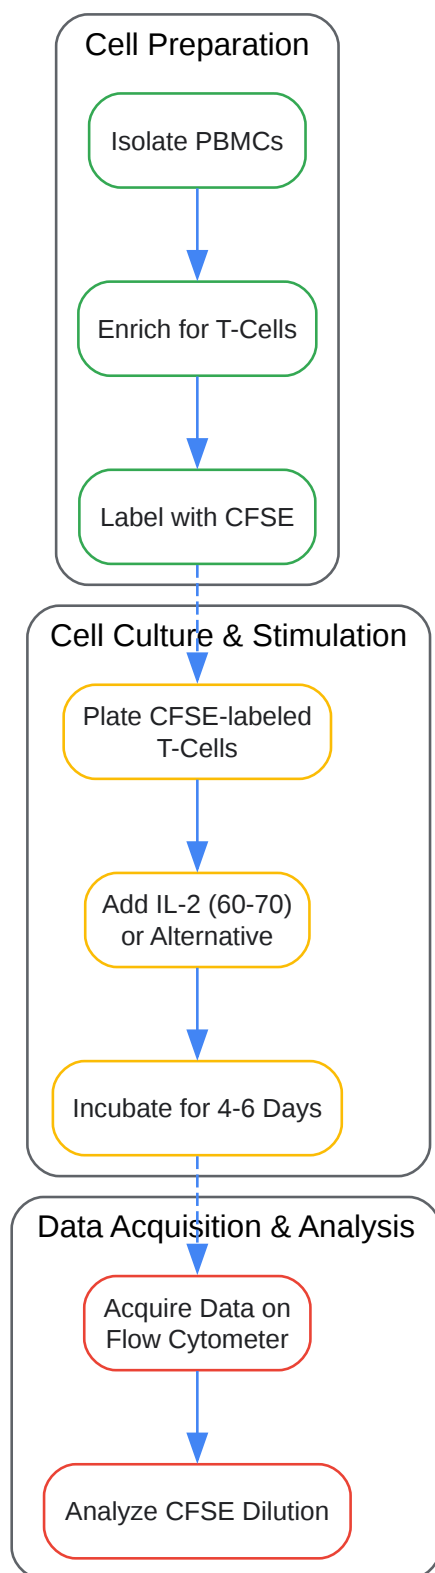 Cell Preparation
Isolate PBMCs
Enrich for T-Cells
Label with CFSE
Cell Culture & Stimulation
Plate CFSE-labeled
T-Cells
Add IL-2 (60-70)
or Alternative
Incubate for 4-6 Days
Data Acquisition & Analysis
Acquire Data on
Flow Cytometer
Analyze CFSE Dilution